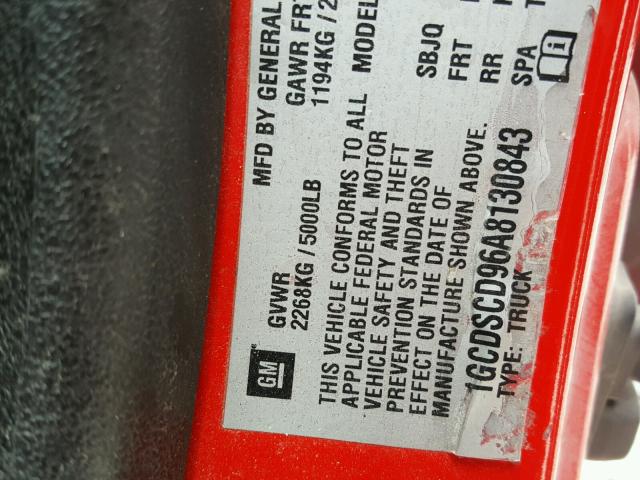 MFD BY GENERAL
GVWR GAWR FRT
2268KG / 5000LB 1194KG / 2
THIS VEHICLE CONFORMS TO ALL MODEL
APPLICABLE FEDERAL MOTOR
VEHICLE SAFETY AND THEFT
PREVENTION STANDARDS IN SBJQ
EFFECT ON THE DATE OF FRT
MANUFACTURE SHOWN ABOVE. RR
1GCDSCD96A8130843 SPA
TYPE: TRUCK
GM